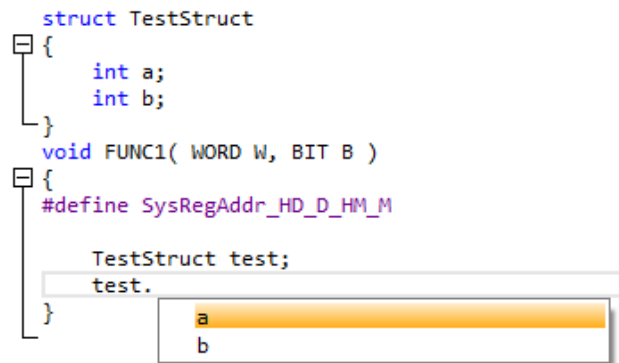 struct TestStruct
{
int a;
int b;
}
void FUNC1( WORD W, BIT B )
{
#define SysRegAddr_HD_D_HM_M
TestStruct test;
test.
}
a
b